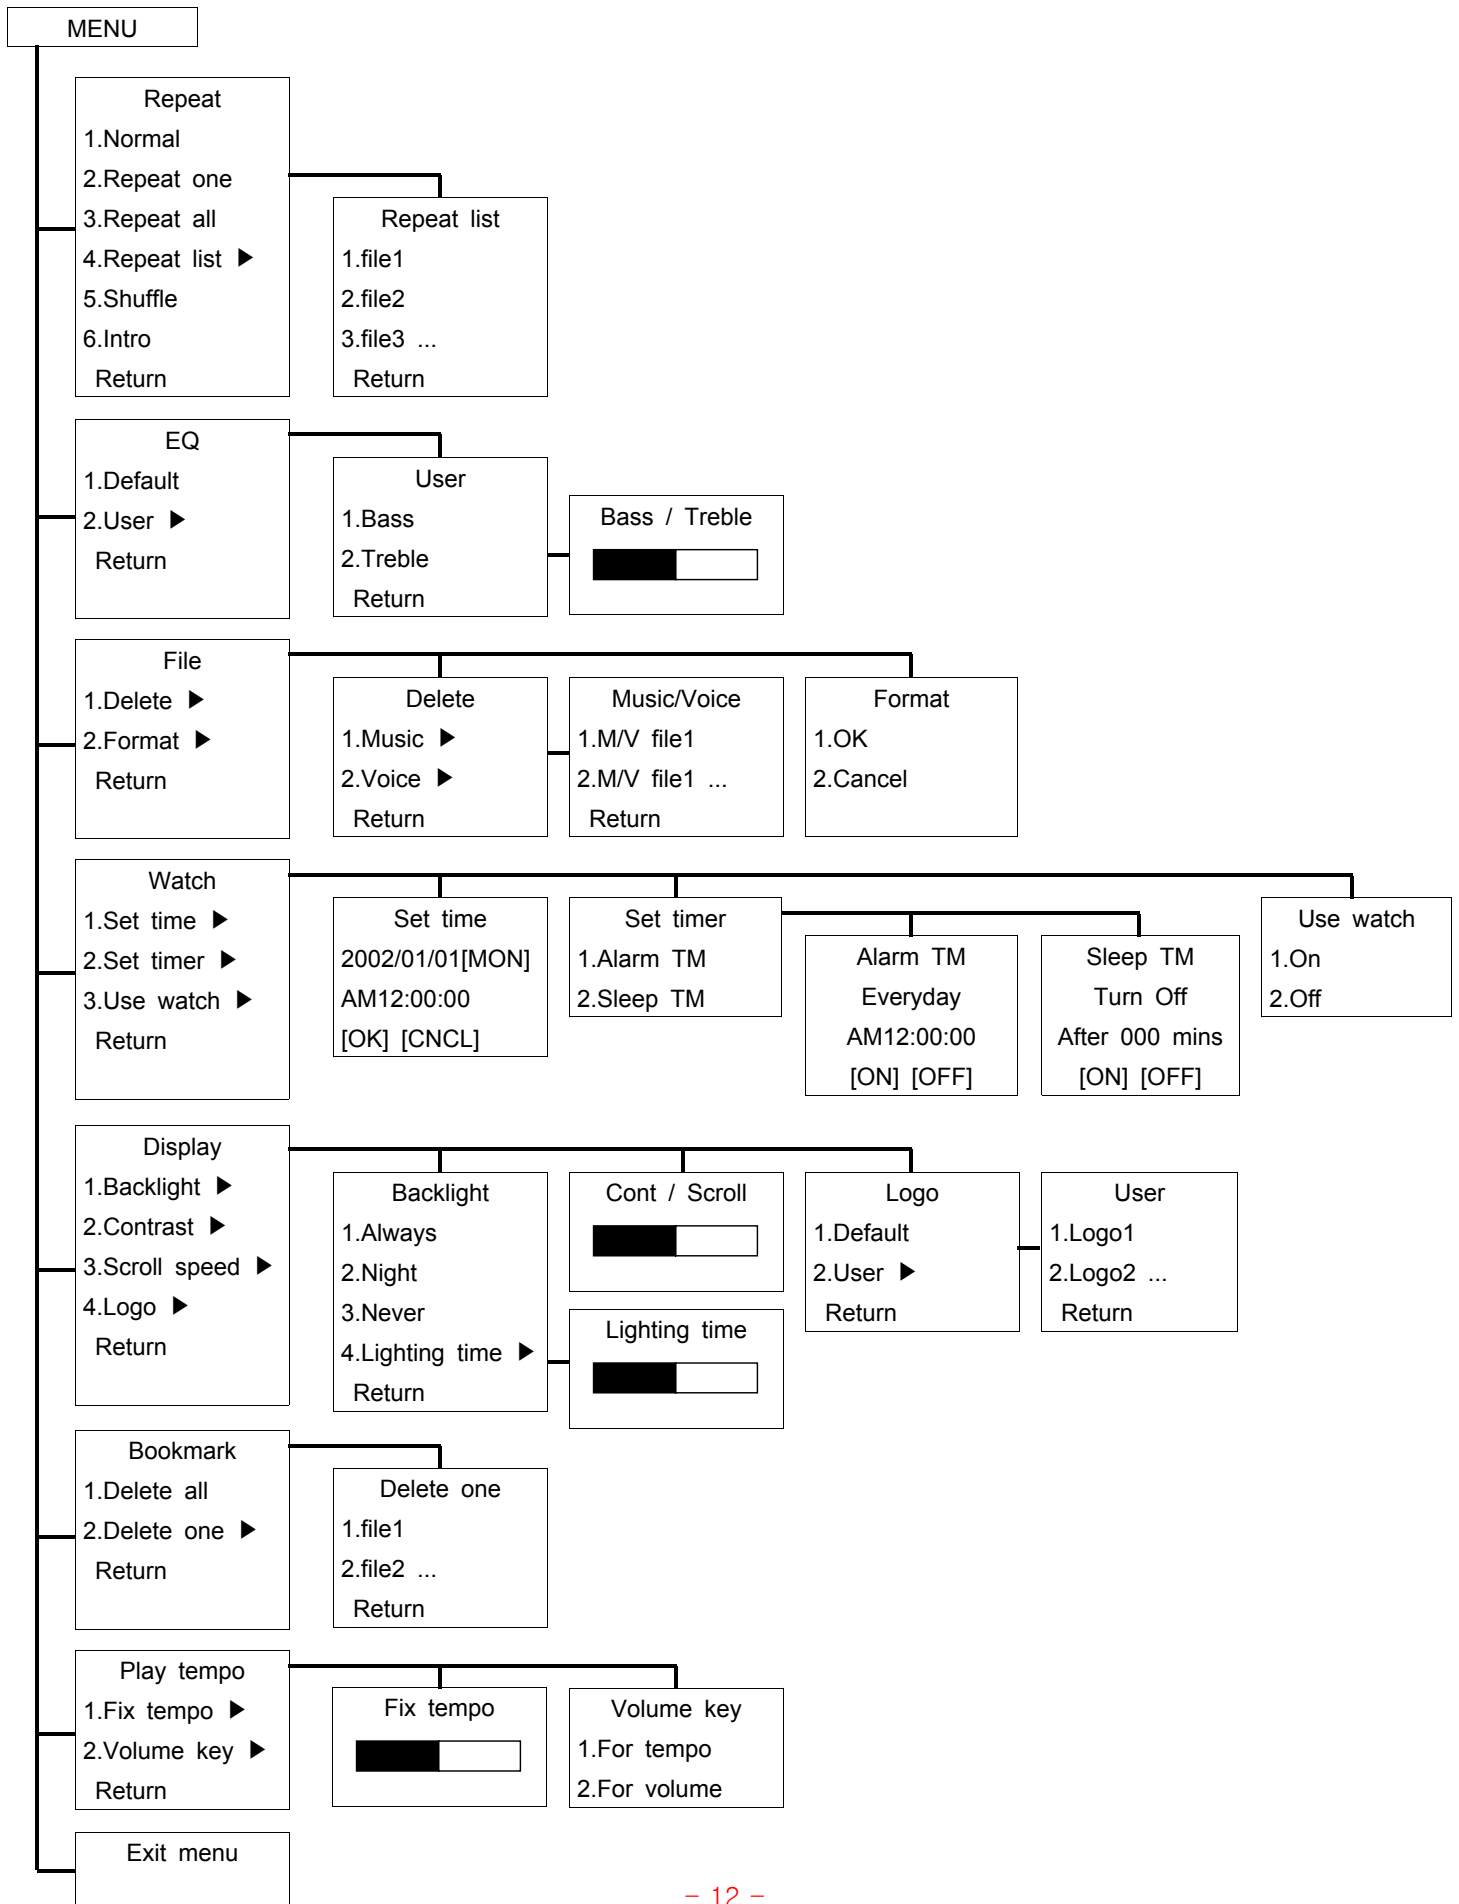 MENU
Repeat
1.Normal
2.Repeat one
3.Repeat all
4.Repeat list ▶
5.Shuffle
6.Intro
Return
Repeat list
1.file1
2.file2
3.file3 ...
Return
EQ
1.Default
2.User ▶
Return
User
1.Bass
2.Treble
Return
Bass / Treble
File
1.Delete ▶
2.Format ▶
Return
Delete
1.Music ▶
2.Voice ▶
Return
Music/Voice
1.M/V file1
2.M/V file1 ...
Return
Format
1.OK
2.Cancel
Watch
1.Set time ▶
2.Set timer ▶
3.Use watch ▶
Return
Set time
2002/01/01[MON]
AM12:00:00
[OK] [CNCL]
Set timer
1.Alarm TM
2.Sleep TM
Alarm TM
Everyday
AM12:00:00
[ON] [OFF]
Sleep TM
Turn Off
After 000 mins
[ON] [OFF]
Use watch
1.On
2.Off
Display
1.Backlight ▶
2.Contrast ▶
3.Scroll speed ▶
4.Logo ▶
Return
Backlight
1.Always
2.Night
3.Never
4.Lighting time ▶
Return
Cont / Scroll
Lighting time
Logo
1.Default
2.User ▶
Return
User
1.Logo1
2.Logo2 ...
Return
Bookmark
1.Delete all
2.Delete one ▶
Return
Delete one
1.file1
2.file2 ...
Return
Play tempo
1.Fix tempo ▶
2.Volume key ▶
Return
Fix tempo
Volume key
1.For tempo
2.For volume
Exit menu
- 12 -